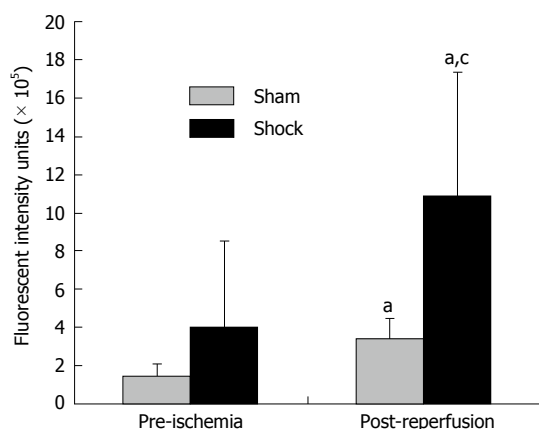 20
18
16
14
12
10
8
6
4
2
0
Fluorescent intensity units (× 10⁵)
Sham
Shock
a
a,c
Pre-ischemia Post-reperfusion